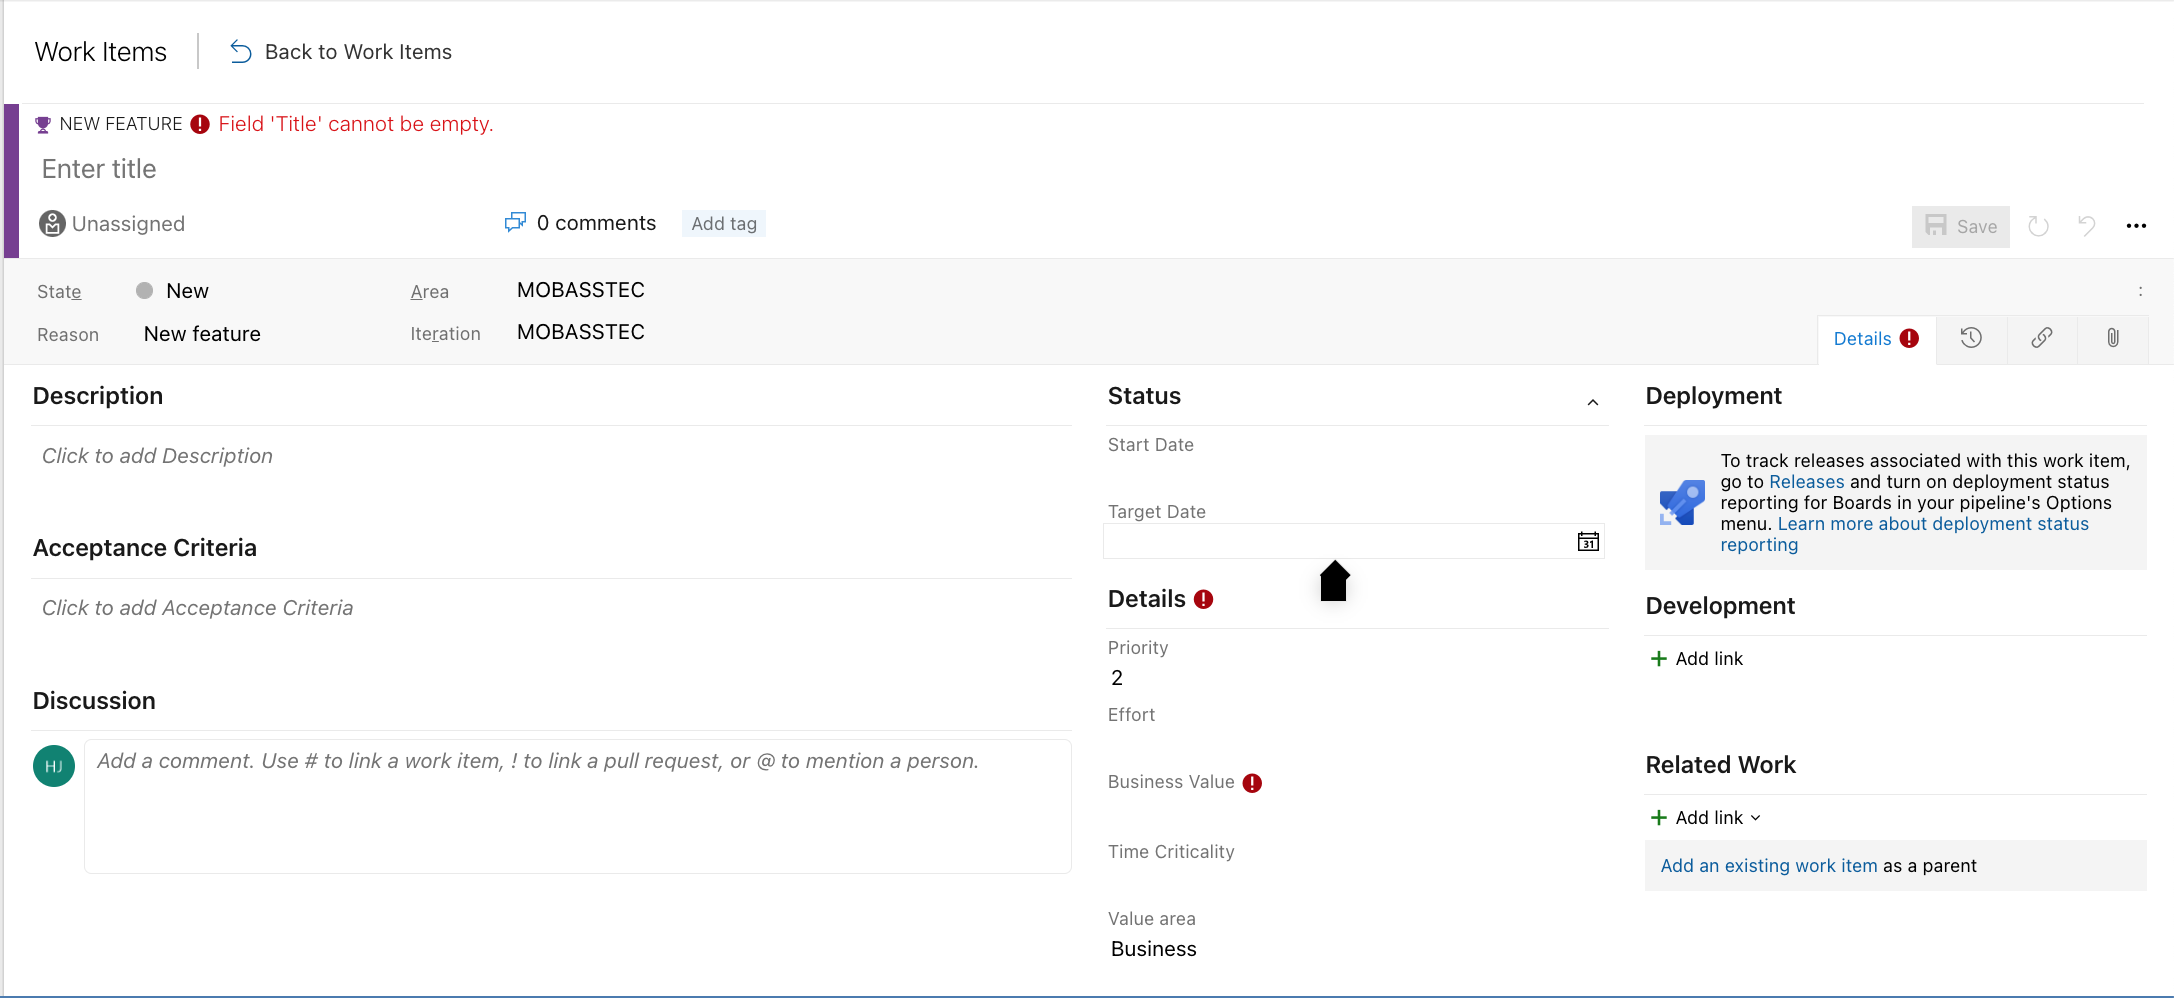 Work Items
Back to Work Items
NEW FEATURE
Field 'Title' cannot be empty.
Enter title
Unassigned
0 comments
Add tag
Save
State
New
Area
MOBASSTEC
Reason
New feature
Iteration
MOBASSTEC
Details
Description
Click to add Description
Acceptance Criteria
Click to add Acceptance Criteria
Discussion
HJ
Add a comment. Use # to link a work item, ! to link a pull request, or @ to mention a person.
Status
Start Date
Target Date
31
Details
Priority
2
Effort
Business Value
Time Criticality
Value area
Business
Deployment
To track releases associated with this work item,
go to Releases and turn on deployment status
reporting for Boards in your pipeline's Options
menu. Learn more about deployment status
reporting
Development
Add link
Related Work
Add link
Add an existing work item as a parent